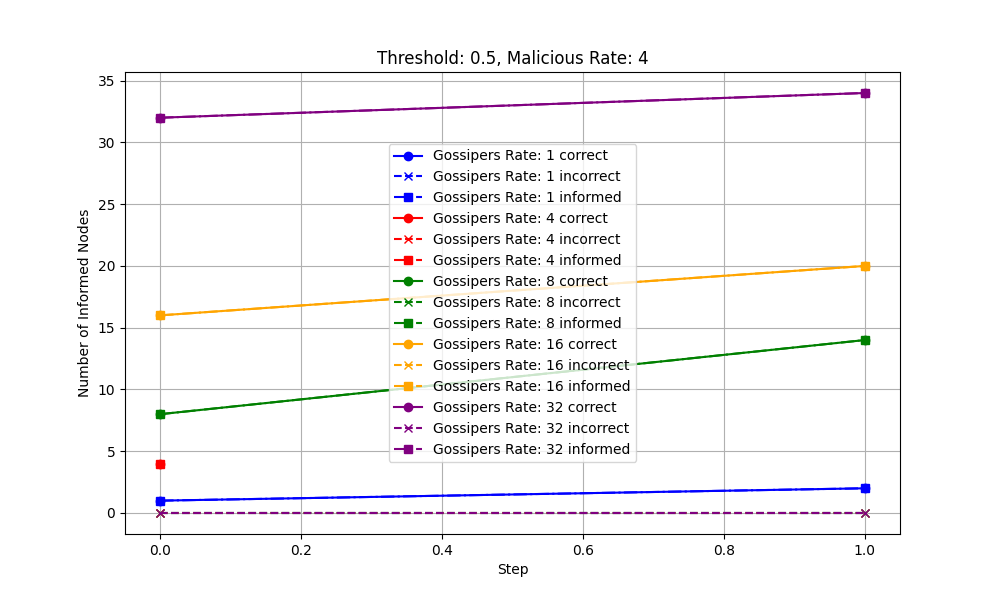 Threshold: 0.5, Malicious Rate: 4
Number of Informed Nodes
35
30
25
20
15
10
5
0
Gossipers Rate: 1 correct
Gossipers Rate: 1 incorrect
Gossipers Rate: 1 informed
Gossipers Rate: 4 correct
Gossipers Rate: 4 incorrect
Gossipers Rate: 4 informed
Gossipers Rate: 8 correct
Gossipers Rate: 8 incorrect
Gossipers Rate: 8 informed
Gossipers Rate: 16 correct
Gossipers Rate: 16 incorrect
Gossipers Rate: 16 informed
Gossipers Rate: 32 correct
Gossipers Rate: 32 incorrect
Gossipers Rate: 32 informed
0.0 0.2 0.4 0.6 0.8 1.0
Step